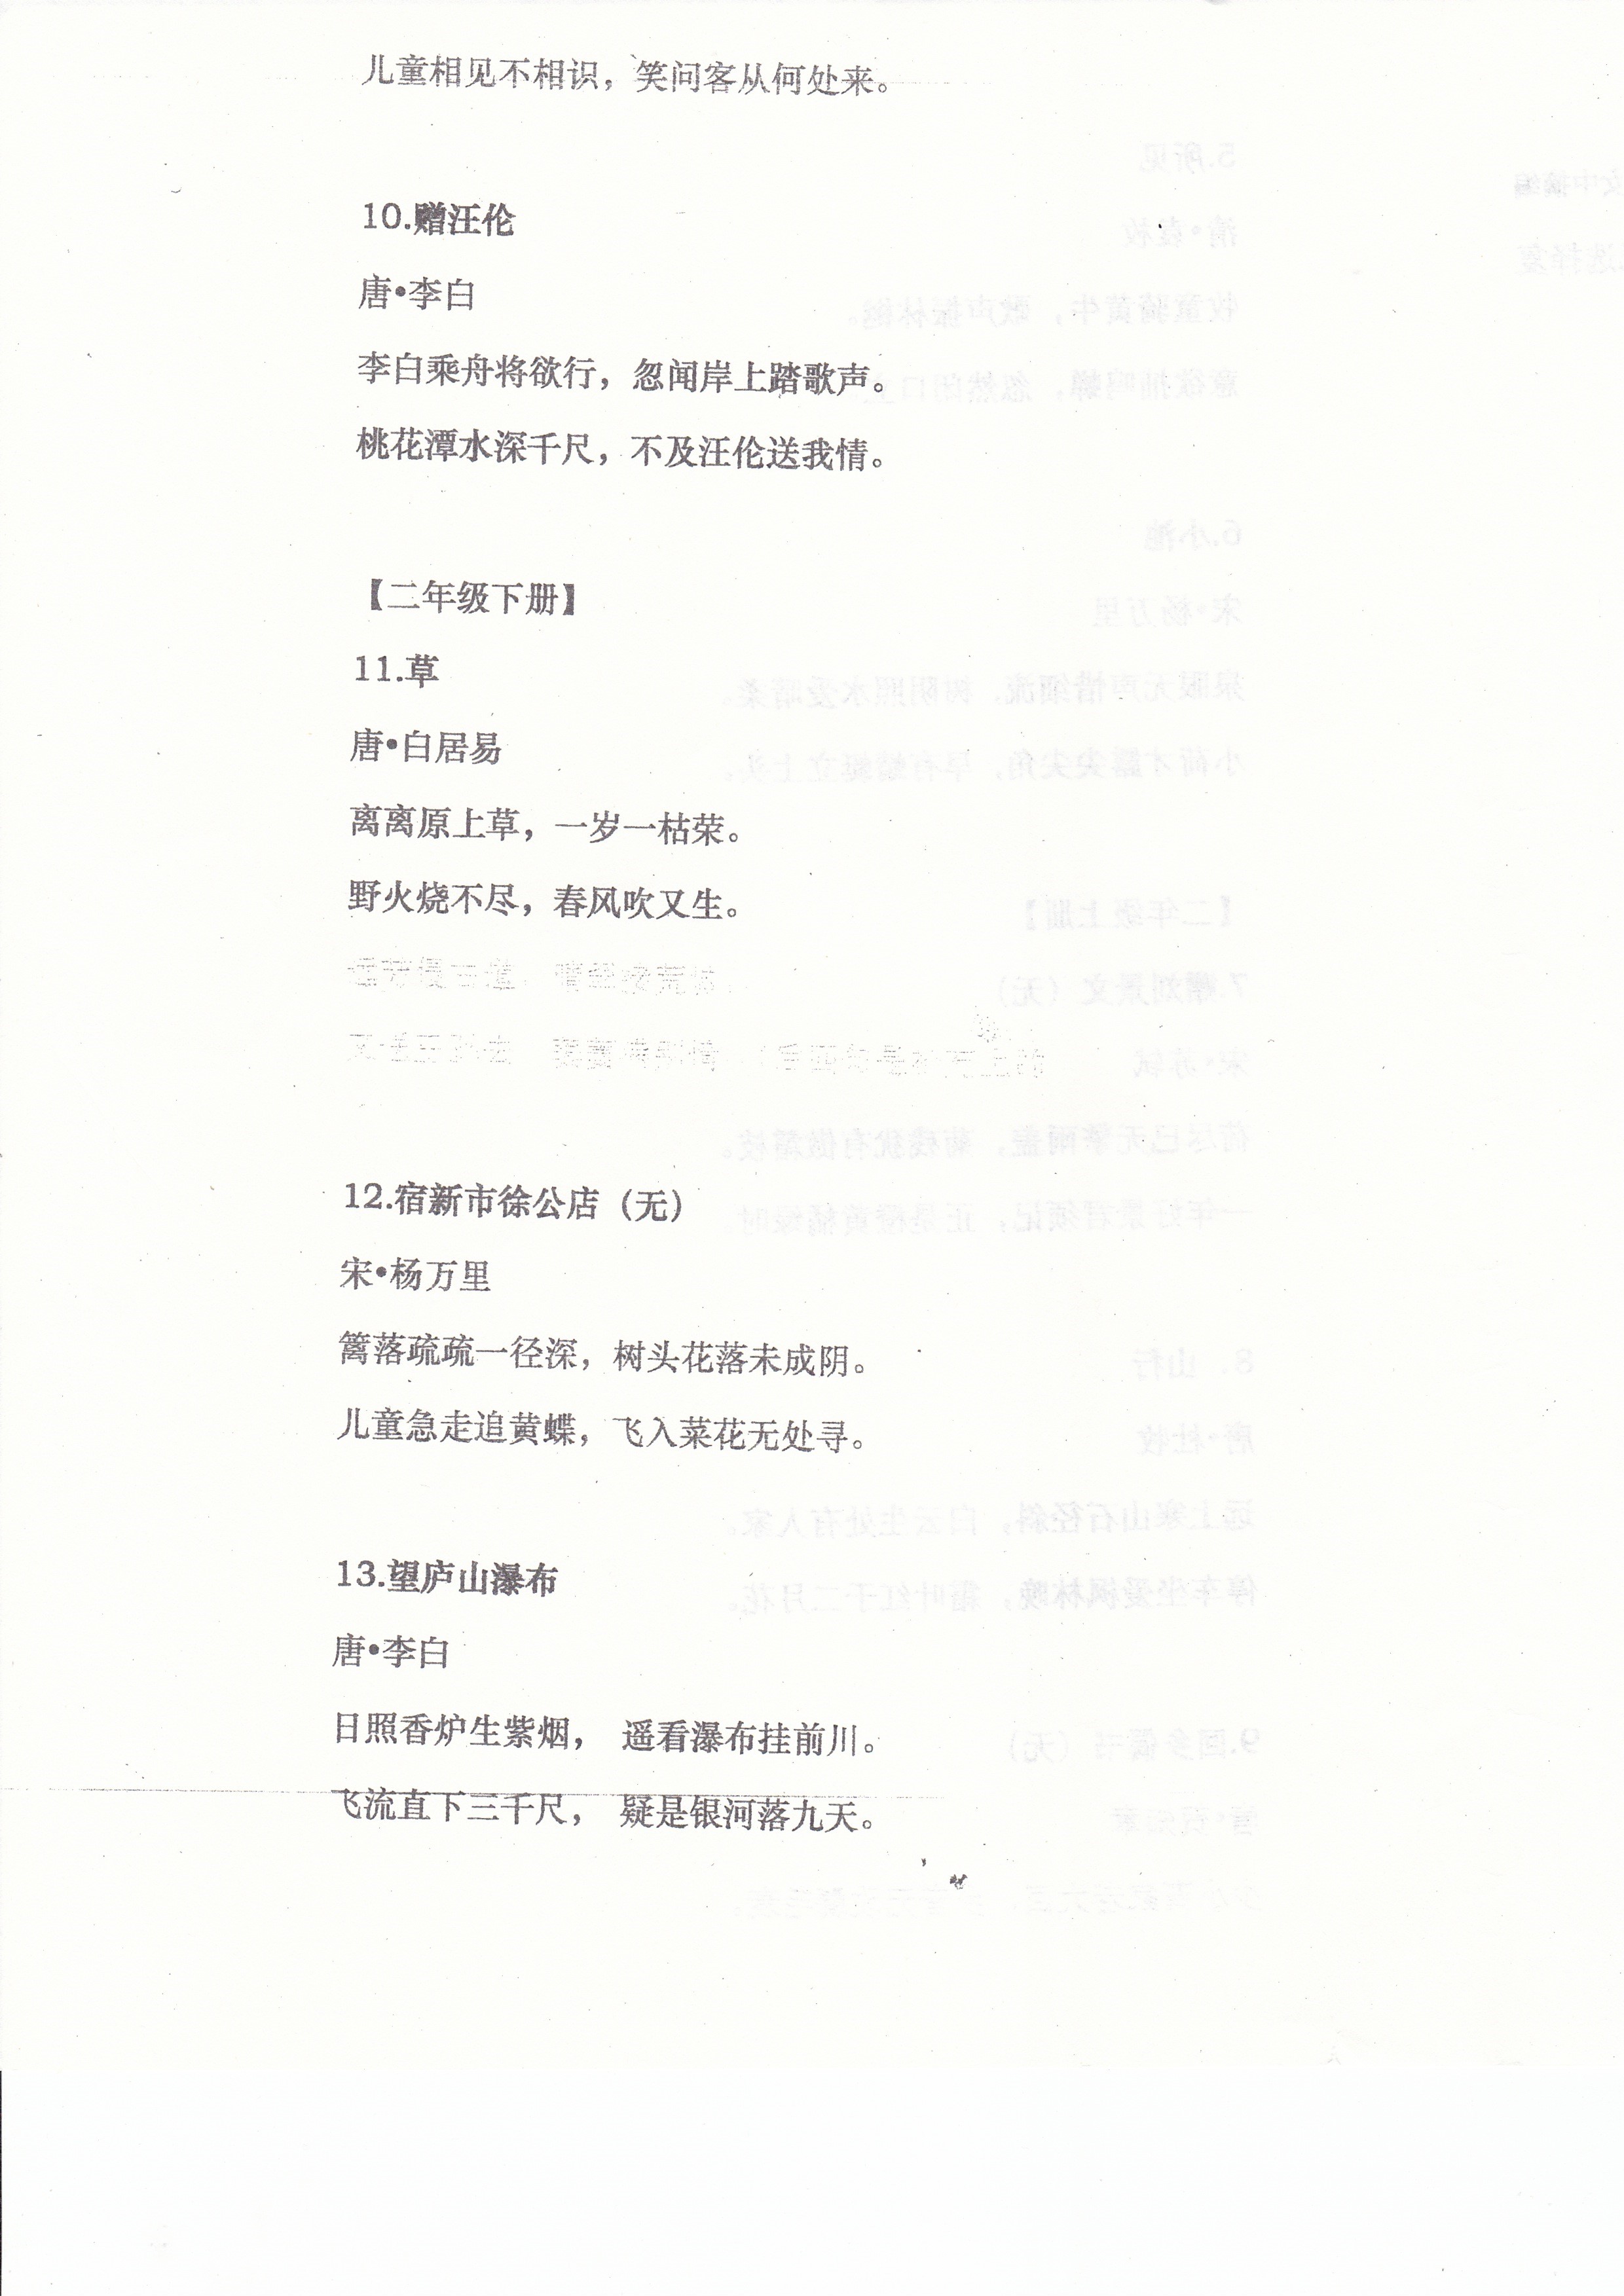 儿童相见不相识，笑问客从何处来。
10.赠汪伦
唐•李白
李白乘舟将欲行，忽闻岸上踏歌声。
桃花潭水深千尺，不及汪伦送我情。
【二年级下册】
11.草
唐•白居易
离离原上草，一岁一枯荣。
野火烧不尽，春风吹又生。
12.宿新市徐公店（无）
宋•杨万里
篱落疏疏一径深，树头花落未成阴。
儿童急走追黄蝶，飞入菜花无处寻。
13.望庐山瀑布
唐•李白
日照香炉生紫烟， 遥看瀑布挂前川。
飞流直下三千尺， 疑是银河落九天。